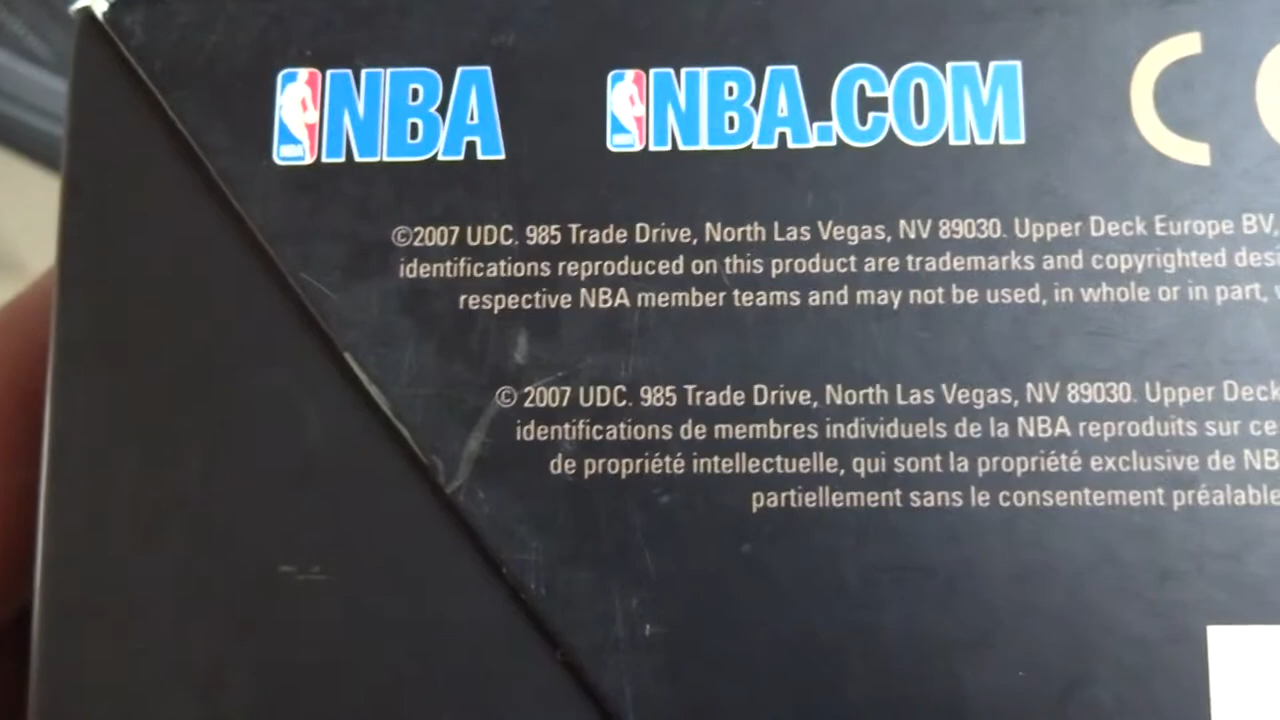 NBA NBA.COM CE
©2007 UDC. 985 Trade Drive, North Las Vegas, NV 89030. Upper Deck Europe BV,
identifications reproduced on this product are trademarks and copyrighted desi
respective NBA member teams and may not be used, in whole or in part,
© 2007 UDC. 985 Trade Drive, North Las Vegas, NV 89030. Upper Deck
identifications de membres individuels de la NBA reproduits sur ce
de propriété intellectuelle, qui sont la propriété exclusive de NB
partiellement sans le consentement préalable